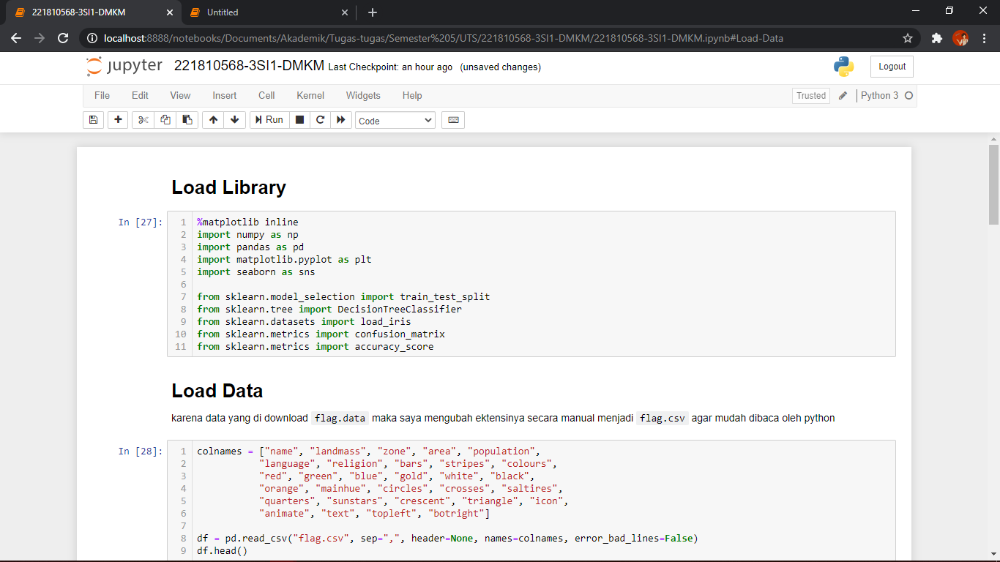 221810568-3SI1-DMKM
Untitled
localhost:8888/notebooks/Documents/Akademik/Tugas-tugas/Semester%205/UTS/221810568-3SI1-DMKM/221810568-3SI1-DMKM.ipynb#Load-Data
jupyter 221810568-3SI1-DMKM Last Checkpoint: an hour ago (unsaved changes)
Logout
File Edit View Insert Cell Kernel Widgets Help
Trusted Python 3
Run Code
Load Library
In [27]:
1 %matplotlib inline
2 import numpy as np
3 import pandas as pd
4 import matplotlib.pyplot as plt
5 import seaborn as sns
6
7 from sklearn.model_selection import train_test_split
8 from sklearn.tree import DecisionTreeClassifier
9 from sklearn.datasets import load_iris
10 from sklearn.metrics import confusion_matrix
11 from sklearn.metrics import accuracy_score
Load Data
karena data yang di download flag.data maka saya mengubah ektensinya secara manual menjadi flag.csv agar mudah dibaca oleh python
In [28]:
1 colnames = ["name", "landmass", "zone", "area", "population",
2 "language", "religion", "bars", "stripes", "colours",
3 "red", "green", "blue", "gold", "white", "black",
4 "orange", "mainhue", "circles", "crosses", "saltires",
5 "quarters", "sunstars", "crescent", "triangle", "icon",
6 "animate", "text", "topleft", "botright"]
7
8 df = pd.read_csv("flag.csv", sep=",", header=None, names=colnames, error_bad_lines=False)
9 df.head()